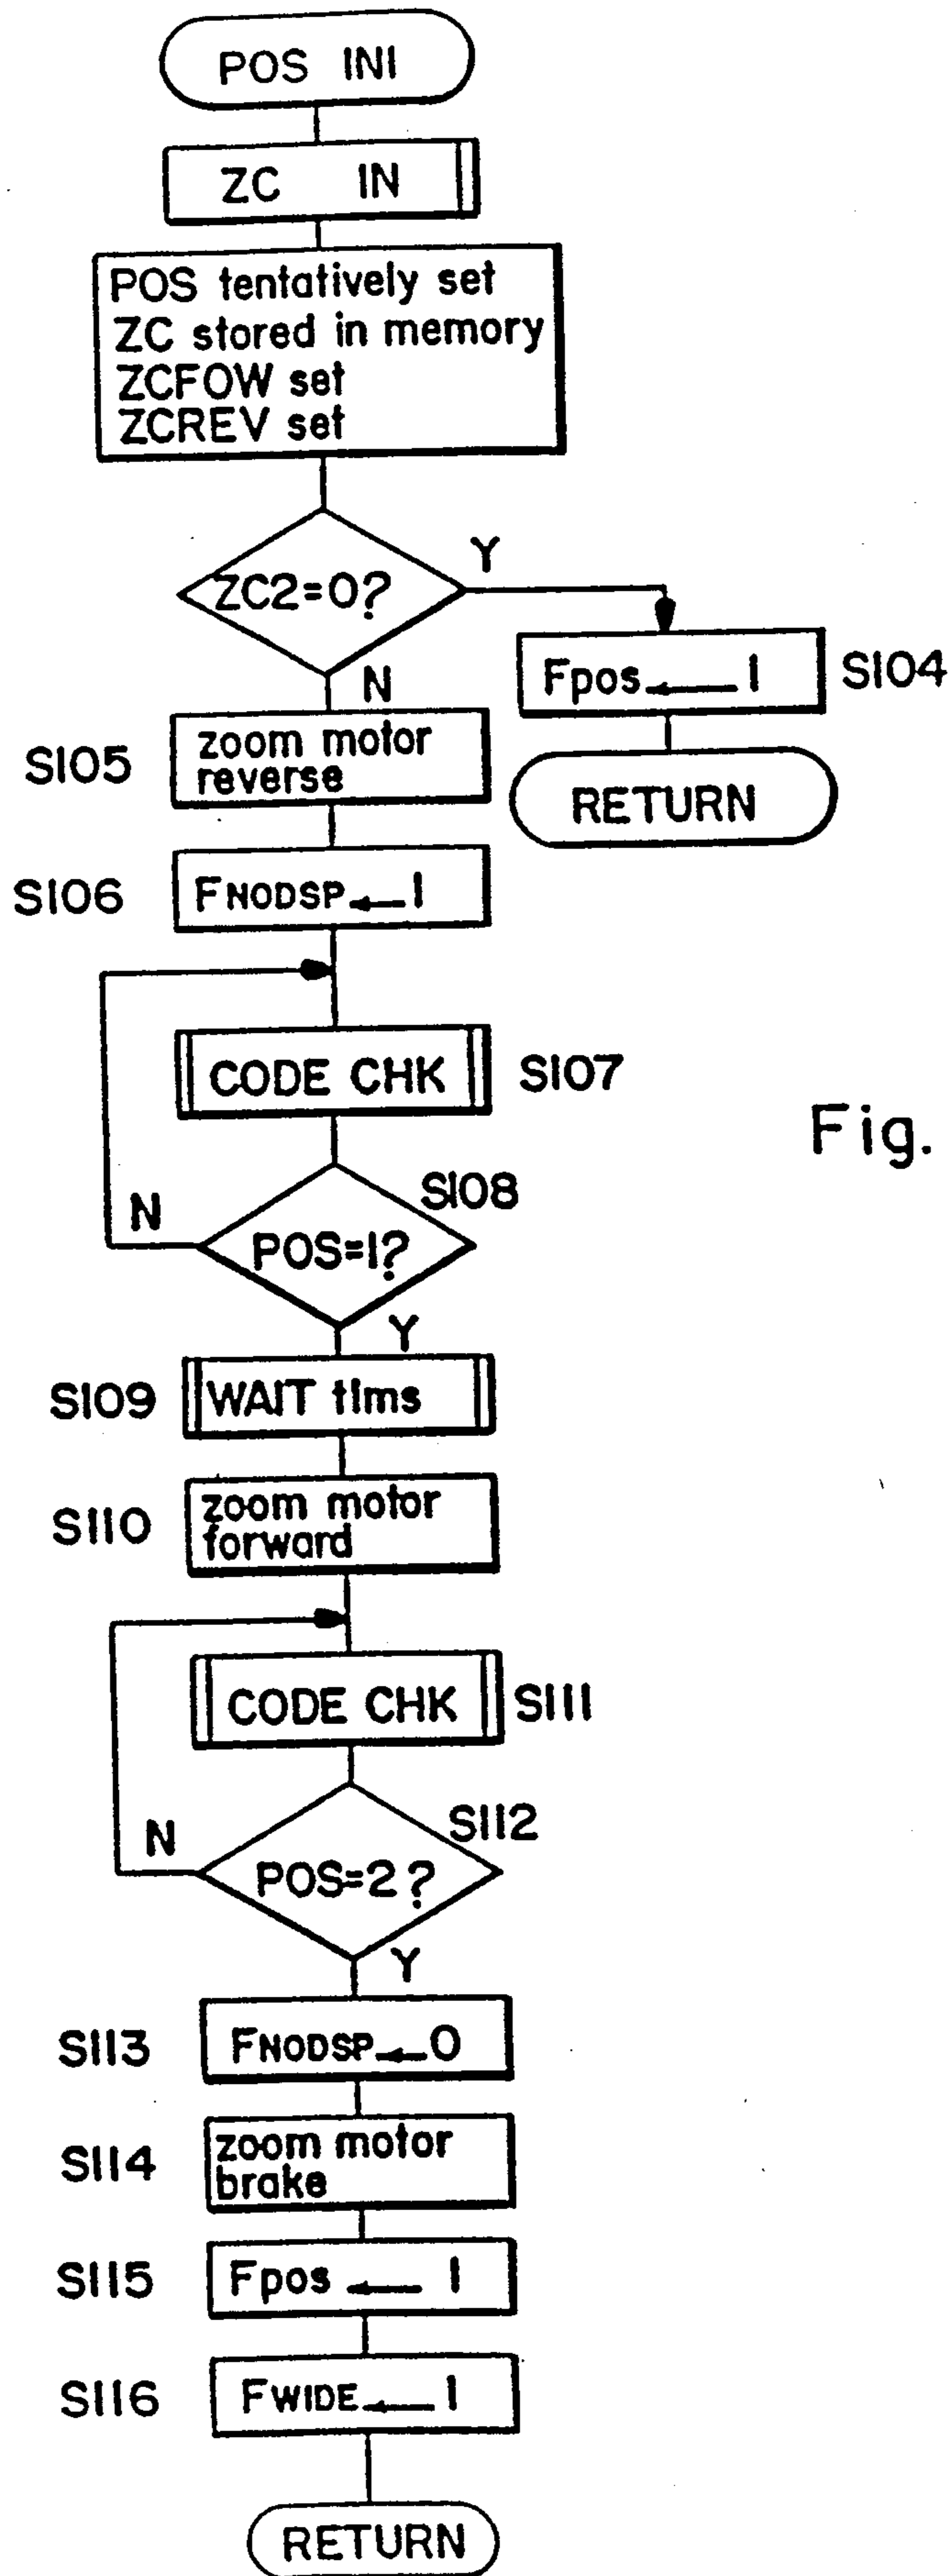 POS INI
ZC IN
POS tentatively set
ZC stored in memory
ZCFOW set
ZCREV set
ZC2=0?
Y
N
Fpos ← 1
S104
RETURN
S105
zoom motor
reverse
S106
FNODSP ← 1
CODE CHK
S107
Fig.
S108
N
POS=1?
Y
S109
WAIT t1ms
S110
zoom motor
forward
CODE CHK
S111
S112
N
POS=2?
Y
S113
FNODSP ← 0
S114
zoom motor
brake
S115
Fpos ← 1
S116
FWIDE ← 1
RETURN